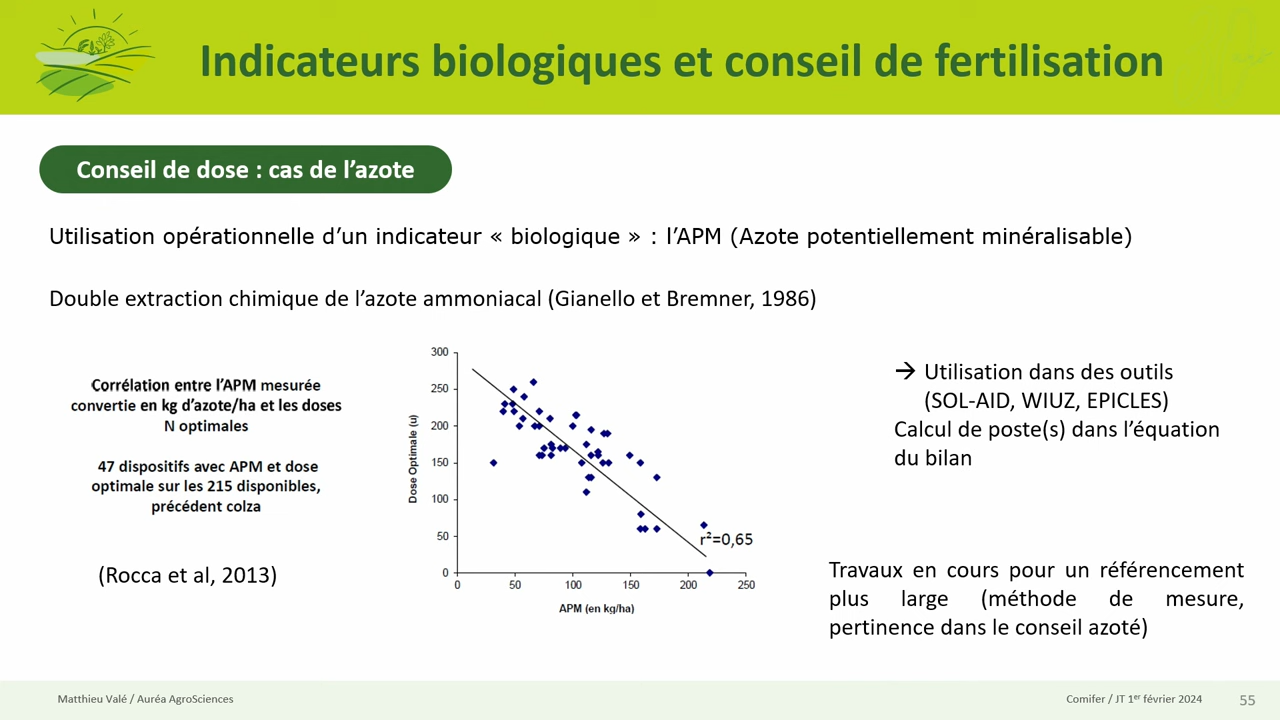 Indicateurs biologiques et conseil de fertilisation
Conseil de dose : cas de l'azote
Utilisation opérationnelle d'un indicateur « biologique » : l'APM (Azote potentiellement minéralisable)
Double extraction chimique de l'azote ammoniacal (Gianello et Bremner, 1986)
Corrélation entre l'APM mesurée
convertie en kg d'azote/ha et les doses
N optimales
47 dispositifs avec APM et dose
optimale sur les 215 disponibles,
précédent colza
(Rocca et al, 2013)
Dose Optimale (u)
300
250
200
150
100
50
0
0 50 100 150 200 250
r²=0,65
APM (en kg/ha)
→ Utilisation dans des outils
(SOL-AID, WIUZ, EPICLES)
Calcul de poste(s) dans l'équation
du bilan
Travaux en cours pour un référencement
plus large (méthode de mesure,
pertinence dans le conseil azoté)
Matthieu Valé / Auréa AgroSciences
Comifer / JT 1er février 2024
55